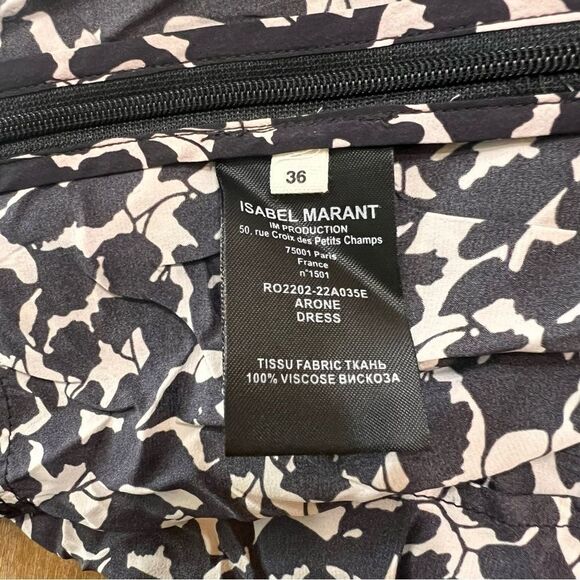 36
ISABEL MARANT
IM PRODUCTION
50, rue Croix des Petits Champs
75001 Paris
France
n°1501
RO2202-22A035E
ARONE
DRESS
TISSU FABRIC ТКАНЬ
100% VISCOSE ВИСКОЗА